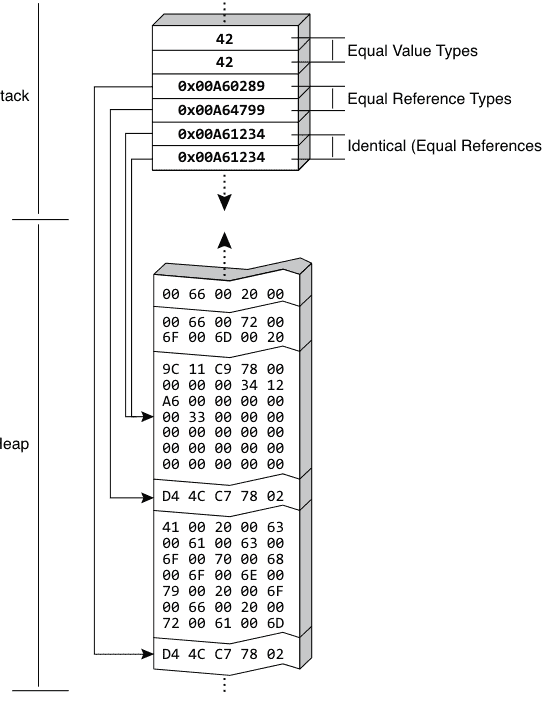 42
42
Equal Value Types
0x00A60289
0x00A64799
Equal Reference Types
0x00A61234
0x00A61234
Identical (Equal References
tack
00 66 00 20 00
00 66 00 72 00
6F 00 6D 00 20
9C 11 C9 78 00
00 00 00 34 12
A6 00 00 00 00
00 33 00 00 00
00 00 00 00 00
00 00 00 00 00
00 00 00 00 00
leap
D4 4C C7 78 02
41 00 20 00 63
00 61 00 63 00
6F 00 70 00 68
00 6F 00 6E 00
79 00 20 00 6F
00 66 00 20 00
72 00 61 00 6D
D4 4C C7 78 02